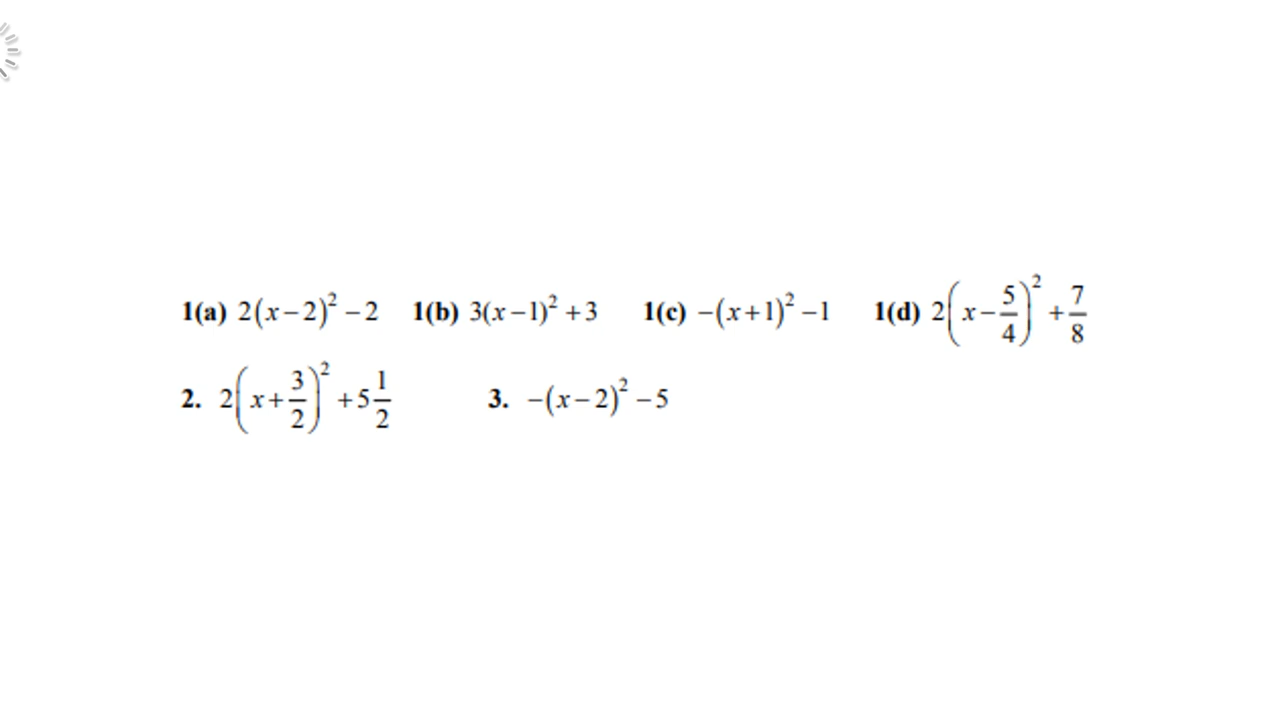 1(a) 2(x−2)² −2 1(b) 3(x−1)² +3 1(c) −(x+1)² −1 1(d) 2(x−5/4)² +7/8
2. 2(x+3/2)² +5 1/2 3. −(x−2)² −5